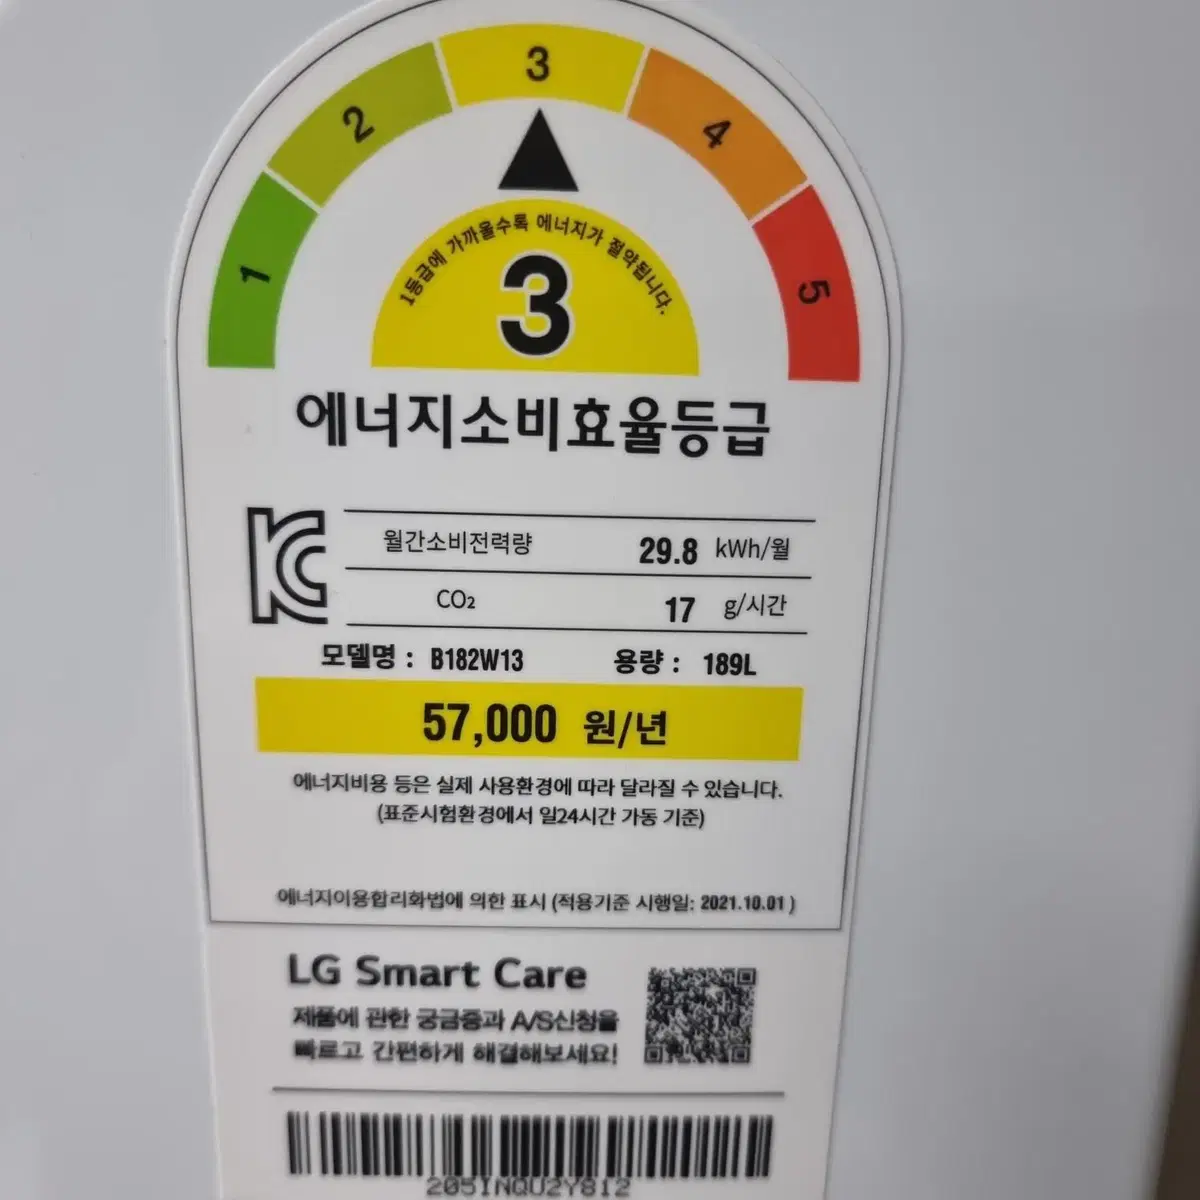 1
2
3
4
5
1등급에 가까울수록 에너지가 절약됩니다.
3
에너지소비효율등급
월간소비전력량 29.8 kWh/월
CO₂ 17 g/시간
모델명 : B182W13 용량 : 189L
57,000 원/년
에너지비용 등은 실제 사용환경에 따라 달라질 수 있습니다.
(표준시험환경에서 일24시간 가동 기준)
에너지이용합리화법에 의한 표시 (적용기준 시행일: 2021.10.01 )
LG Smart Care
제품에 관한 궁금증과 A/S신청을
빠르고 간편하게 해결해보세요!
205INQU2Y812